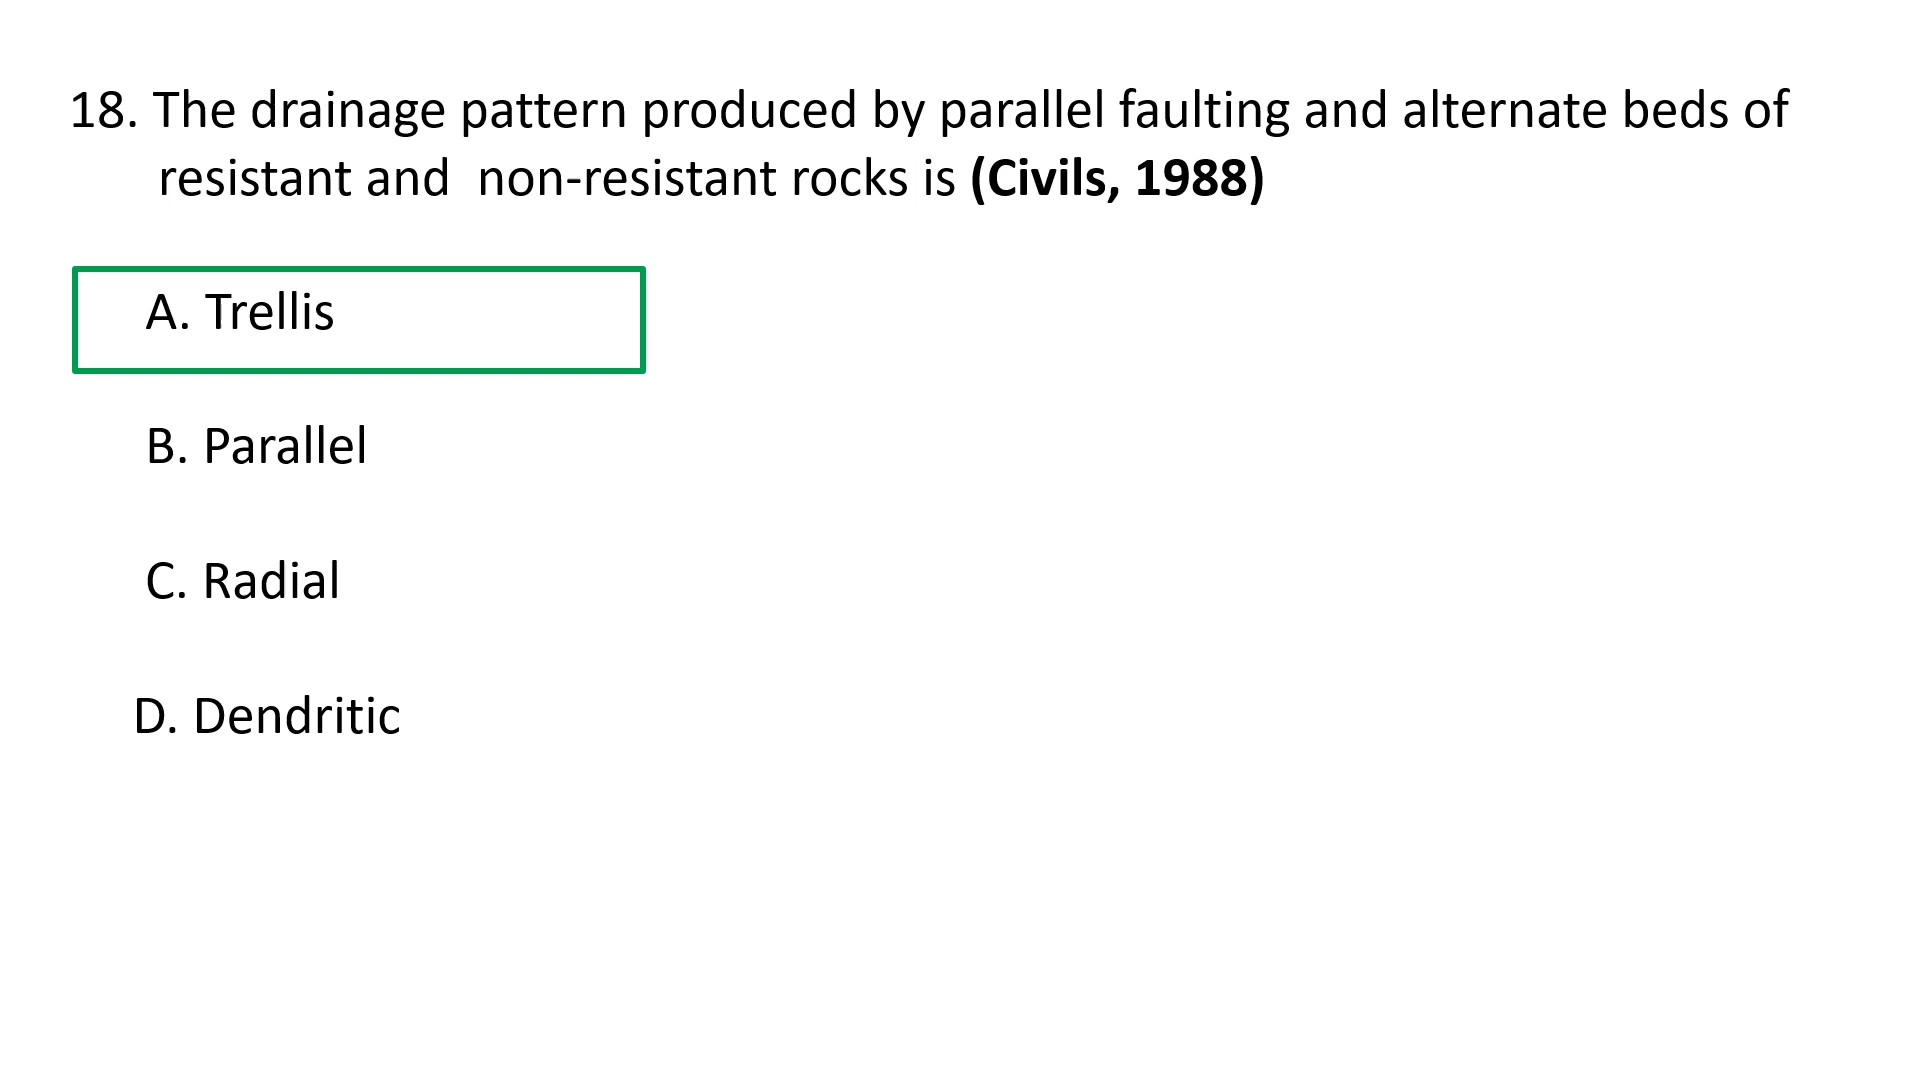 18. The drainage pattern produced by parallel faulting and alternate beds of
resistant and  non-resistant rocks is (Civils, 1988)
A. Trellis
B. Parallel
C. Radial
D. Dendritic